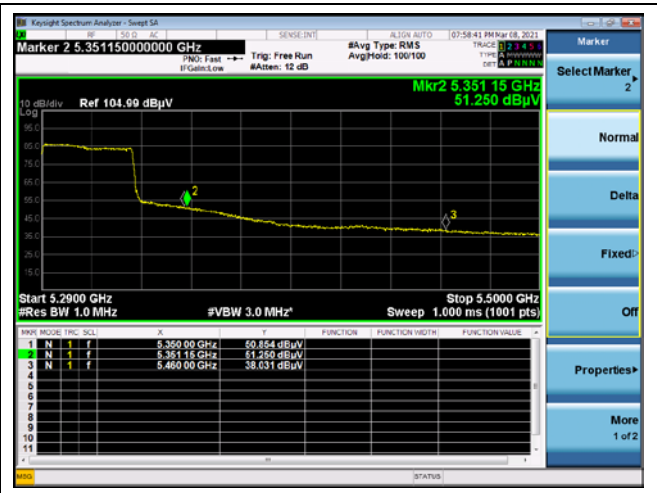 Keysight Spectrum Analyzer - Swept SA
RF 50 Ω AC SENSE:INT ALIGN AUTO 07:58:41 PM Mar 08, 2021
Marker 2 5.351150000000 GHz
PNO: Fast
IFGain:Low
Trig: Free Run
#Atten: 12 dB
#Avg Type: RMS
Avg|Hold: 100/100
TRACE 1 2 3 4 5 6
TYPE A
DET A P N N N N
Mkr2 5.351 15 GHz
51.250 dBµV
10 dB/div Ref 104.99 dBµV
Log
95.0
85.0
75.0
65.0
55.0
45.0
35.0
25.0
15.0
2
3
Start 5.2900 GHz Stop 5.5000 GHz
#Res BW 1.0 MHz #VBW 3.0 MHz* Sweep 1.000 ms (1001 pts)
MKR MODE TRC SCL X Y FUNCTION FUNCTION WIDTH FUNCTION VALUE
1 N 1 f 5.350 00 GHz 50.854 dBµV
2 N 1 f 5.351 15 GHz 51.250 dBµV
3 N 1 f 5.460 00 GHz 38.031 dBµV
4
5
6
7
8
9
10
11
MSG STATUS
Marker
Select Marker
2
Normal
Delta
Fixed
Off
Properties
More
1 of 2